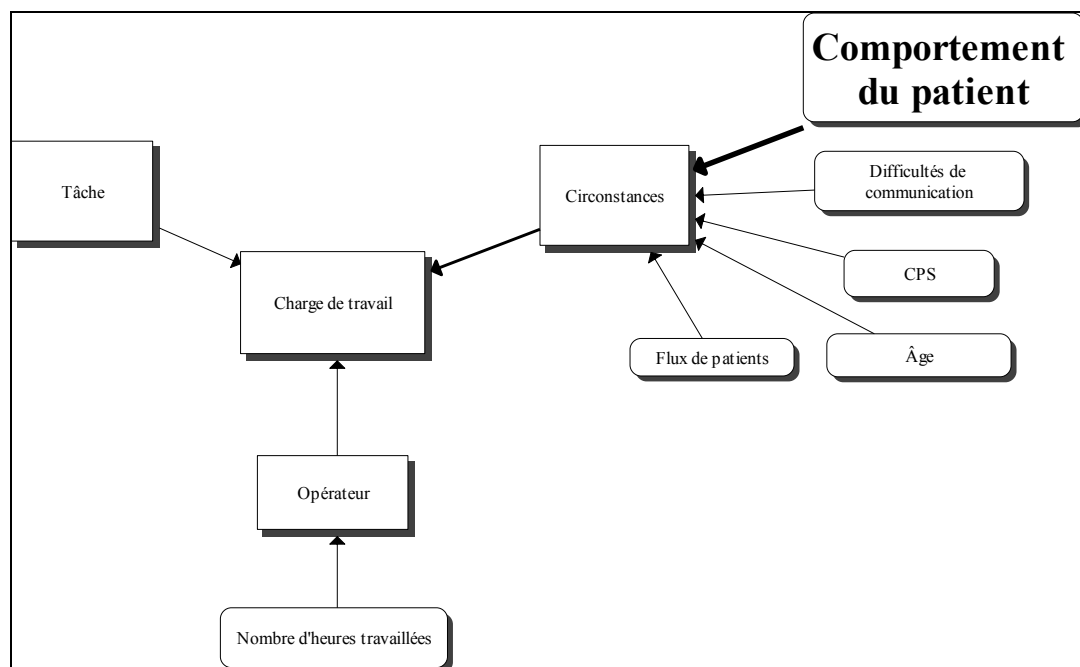 Comportement
du patient
Tâche
Circonstances
Difficultés de
communication
CPS
Charge de travail
Flux de patients
Âge
Opérateur
Nombre d'heures travaillées